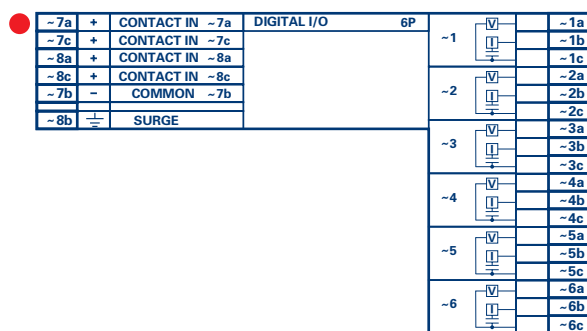 ~7a + CONTACT IN ~7a DIGITAL I/O 6P
~7c + CONTACT IN ~7c
~8a + CONTACT IN ~8a
~8c + CONTACT IN ~8c
~7b - COMMON ~7b
~8b SURGE
~1 V ~1a
I ~1b
~1c
~2 V ~2a
I ~2b
~2c
~3 V ~3a
I ~3b
~3c
~4 V ~4a
I ~4b
~4c
~5 V ~5a
I ~5b
~5c
~6 V ~6a
I ~6b
~6c